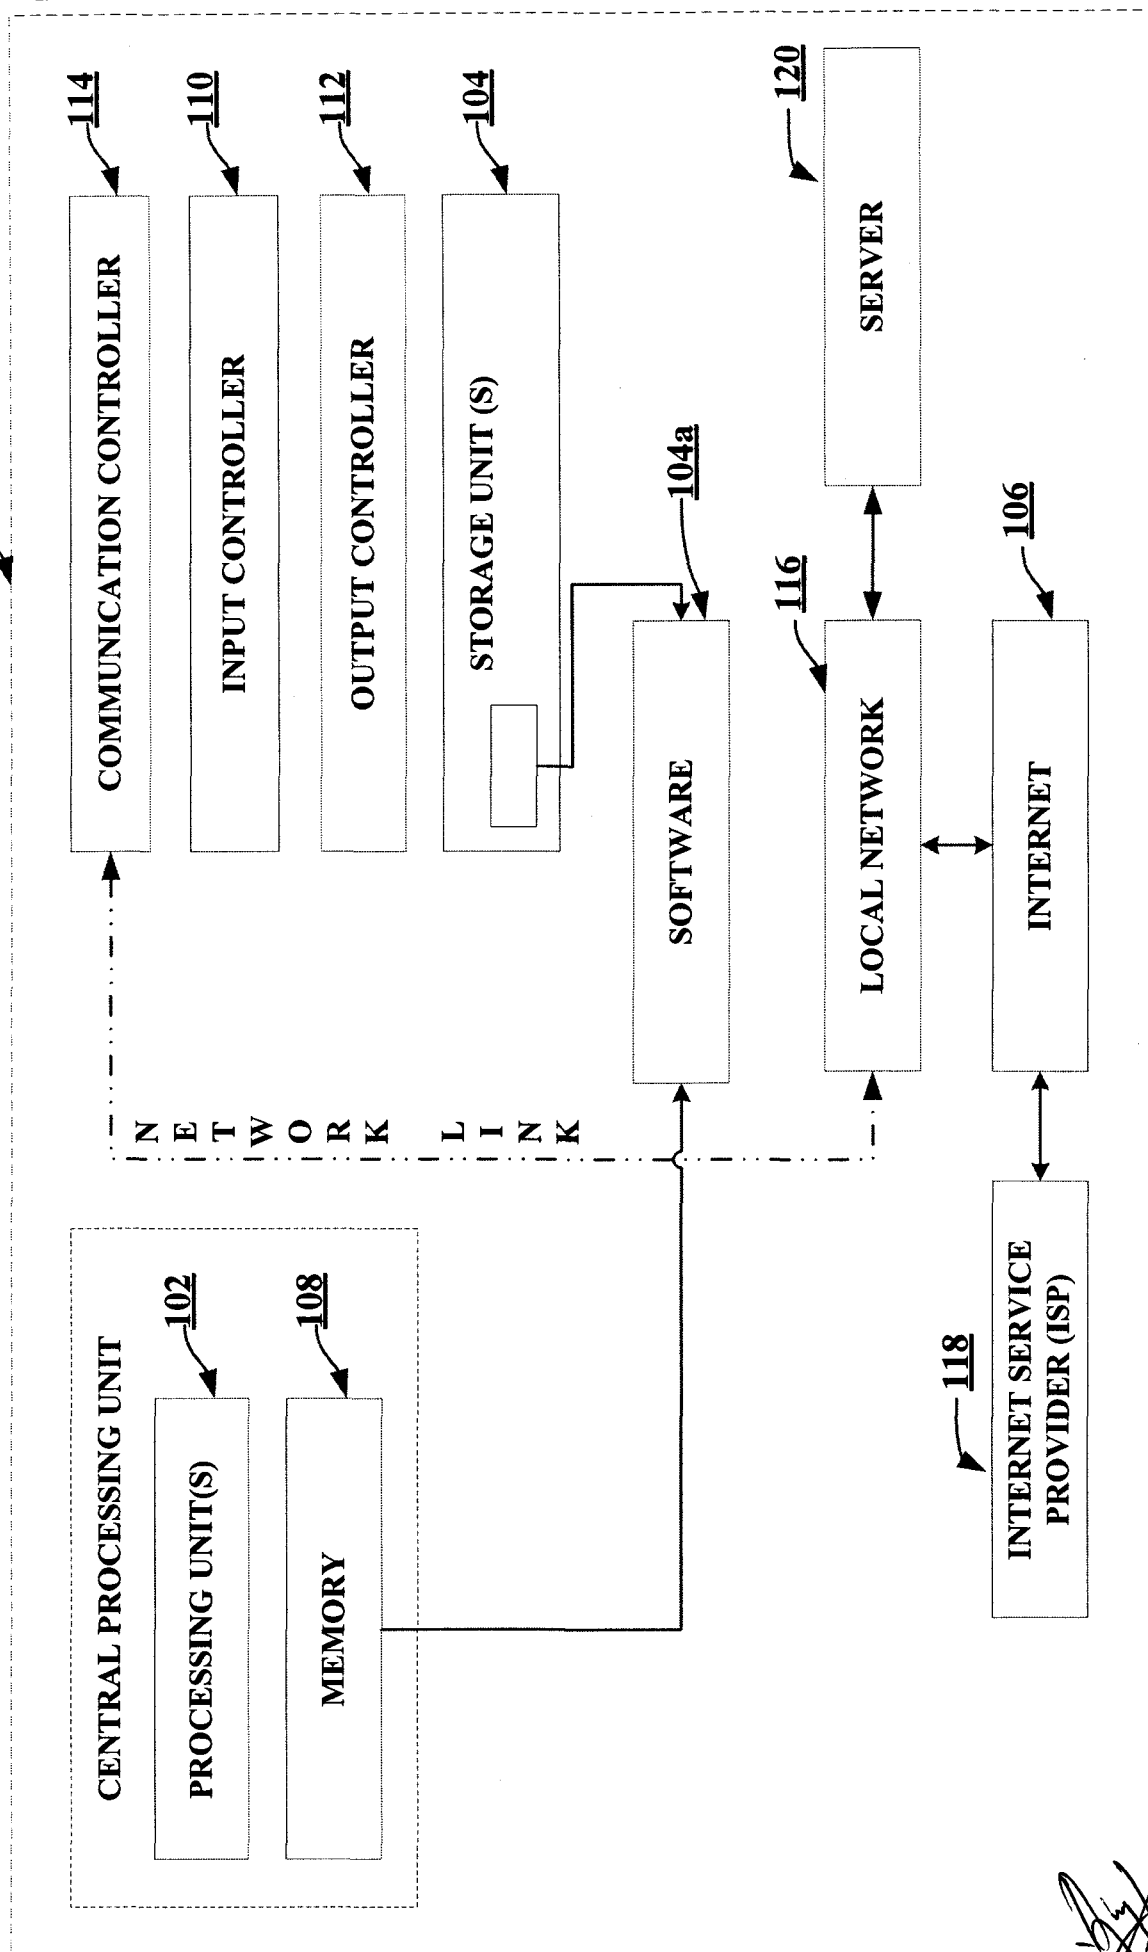 CENTRAL PROCESSING UNIT
102
PROCESSING UNIT(S)
108
MEMORY
NETWORK LINK
114
COMMUNICATION CONTROLLER
110
INPUT CONTROLLER
112
OUTPUT CONTROLLER
104
STORAGE UNIT (S)
104a
SOFTWARE
116
LOCAL NETWORK
120
SERVER
106
INTERNET
118
INTERNET SERVICE
PROVIDER (ISP)